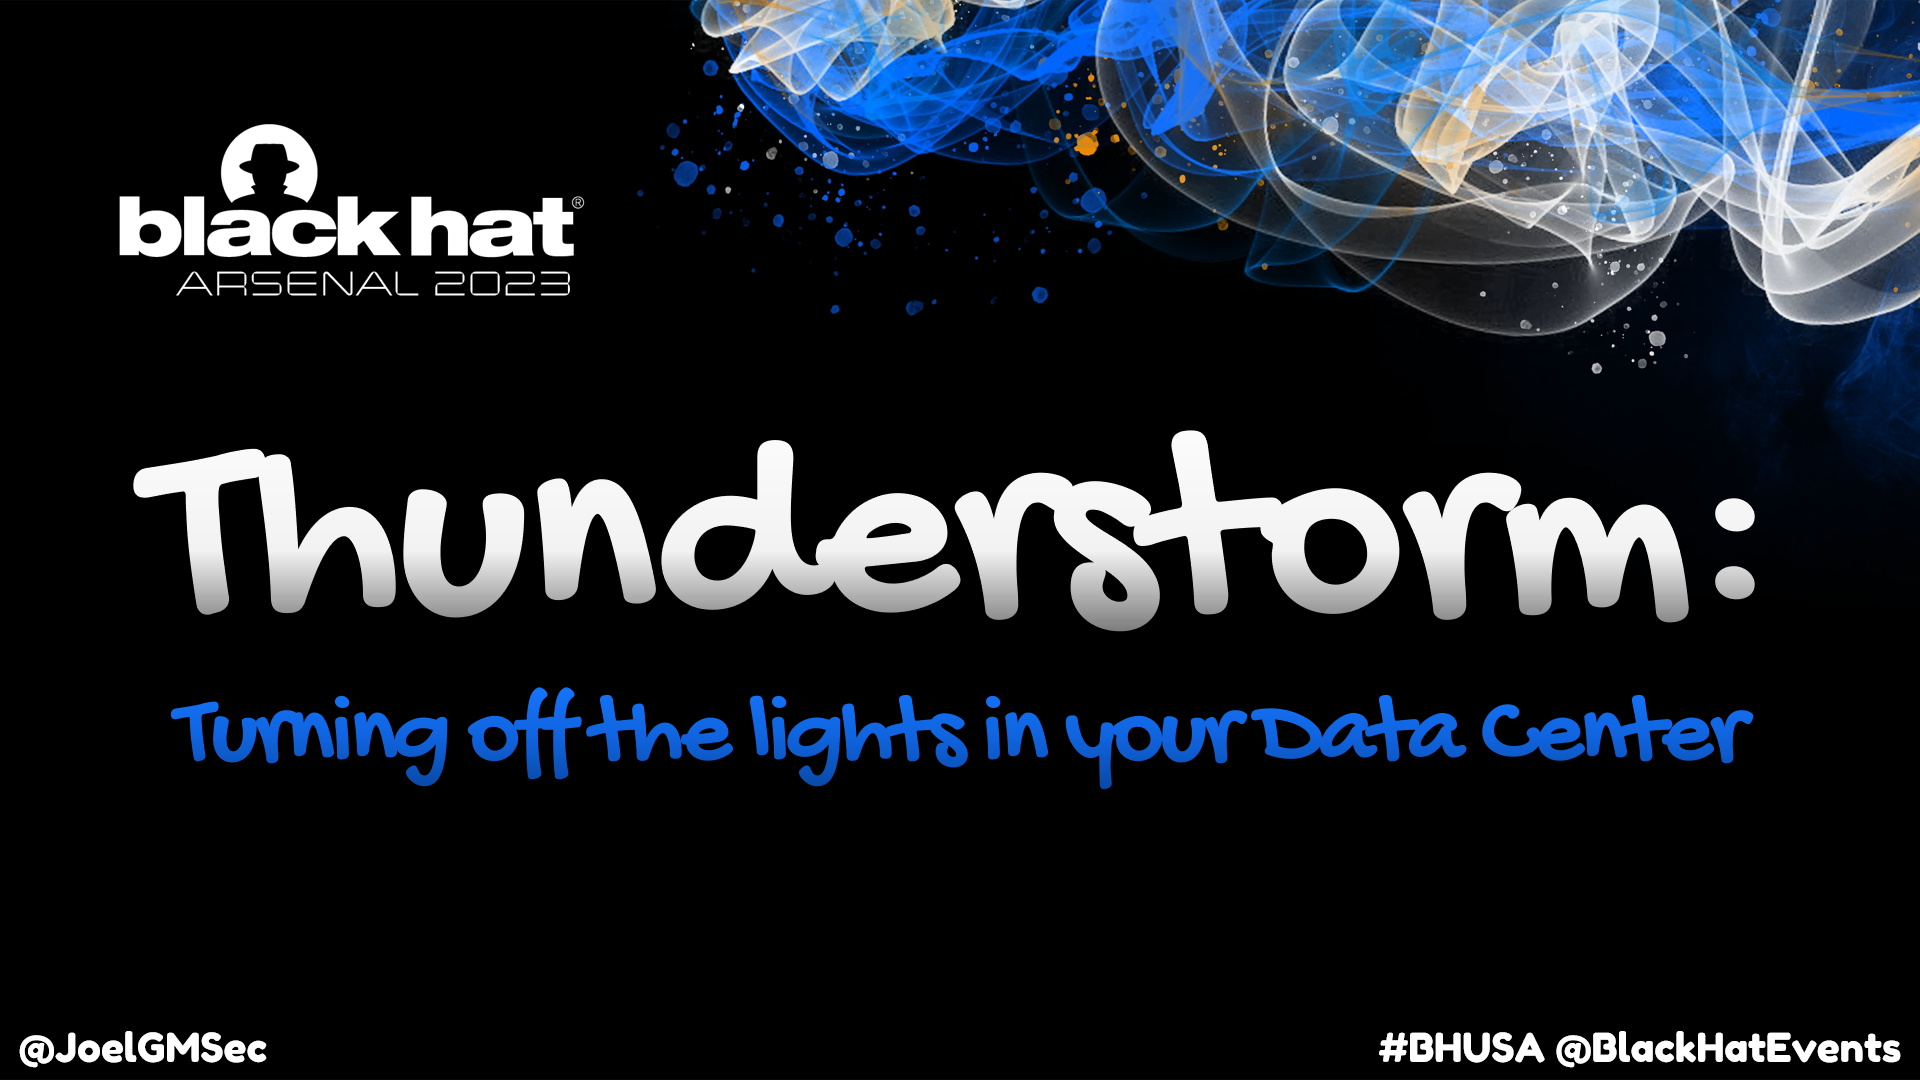 black hat®
ARSENAL 2023
Thunderstorm:
Turning off the lights in your Data Center
@JoelGMSec
#BHUSA @BlackHatEvents